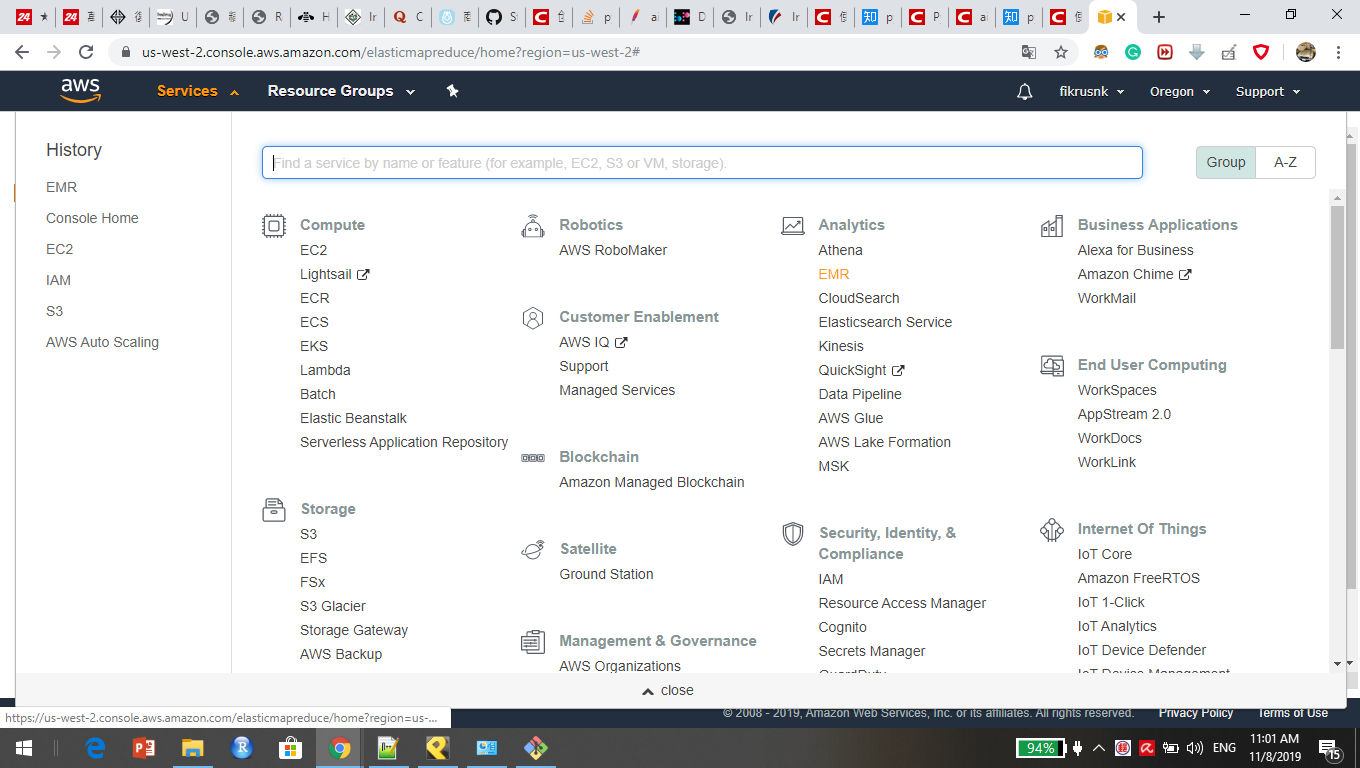 us-west-2.console.aws.amazon.com/elasticmapreduce/home?region=us-west-2#
aws
Services
Resource Groups
fikrusnk
Oregon
Support
History
EMR
Console Home
EC2
IAM
S3
AWS Auto Scaling
Find a service by name or feature (for example, EC2, S3 or VM, storage).
Group
A-Z
Compute
EC2
Lightsail
ECR
ECS
EKS
Lambda
Batch
Elastic Beanstalk
Serverless Application Repository
Storage
S3
EFS
FSx
S3 Glacier
Storage Gateway
AWS Backup
Robotics
AWS RoboMaker
Customer Enablement
AWS IQ
Support
Managed Services
Blockchain
Amazon Managed Blockchain
Satellite
Ground Station
Management & Governance
AWS Organizations
Analytics
Athena
EMR
CloudSearch
Elasticsearch Service
Kinesis
QuickSight
Data Pipeline
AWS Glue
AWS Lake Formation
MSK
Security, Identity, &
Compliance
IAM
Resource Access Manager
Cognito
Secrets Manager
GuardDuty
Business Applications
Alexa for Business
Amazon Chime
WorkMail
End User Computing
WorkSpaces
AppStream 2.0
WorkDocs
WorkLink
Internet Of Things
IoT Core
Amazon FreeRTOS
IoT 1-Click
IoT Analytics
IoT Device Defender
IoT Device Management
close
https://us-west-2.console.aws.amazon.com/elasticmapreduce/home?region=us-...
© 2008 - 2019, Amazon Web Services, Inc. or its affiliates. All rights reserved.
Privacy Policy
Terms of Use
94%
ENG
11:01 AM
11/8/2019
15